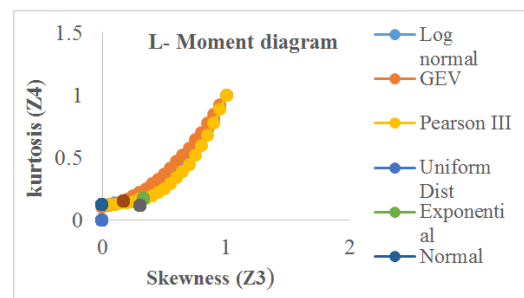 L- Moment diagram
kurtosis (Z4)
1.5
1
0.5
0
0
1
2
Skewness (Z3)
Log
normal
GEV
Pearson III
Uniform
Dist
Exponenti
al
Normal